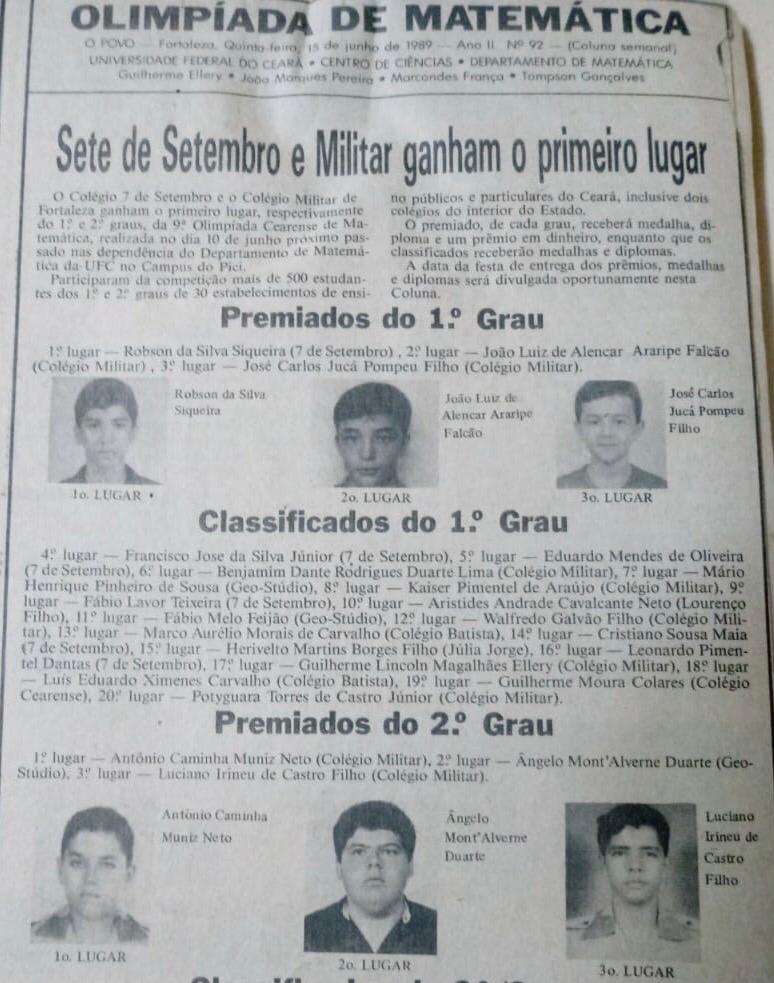 OLIMPÍADA DE MATEMÁTICA
O POVO — Fortaleza, Quinta-feira, 15 de junho de 1989 — Ano II Nº 92 — (Coluna semanal)
UNIVERSIDADE FEDERAL DO CEARÁ • CENTRO DE CIÊNCIAS • DEPARTAMENTO DE MATEMÁTICA
Guilherme Ellery • João Marques Pereira • Marcondes França • Tompson Gonçalves
Sete de Setembro e Militar ganham o primeiro lugar
O Colégio 7 de Setembro e o Colégio Militar de
Fortaleza ganham o primeiro lugar, respectivamente
do 1º e 2º graus, da 9ª Olimpíada Cearense de Ma-
temática, realizada no dia 10 de junho próximo pas-
sado nas dependência do Departamento de Matemá-
tica da UFC no Campus do Pici.
Participaram da competição mais de 500 estudan-
tes dos 1º e 2º graus de 30 estabelecimentos de ensi-
no públicos e particulares do Ceará, inclusive dois
colégios do interior do Estado.
O premiado, de cada grau, receberá medalha, di-
ploma e um prêmio em dinheiro, enquanto que os
classificados receberão medalhas e diplomas.
A data da festa de entrega dos prêmios, medalhas
e diplomas será divulgada oportunamente nesta
Coluna.
Premiados do 1.º Grau
1º lugar — Robson da Silva Siqueira (7 de Setembro) , 2º lugar — João Luiz de Alencar Araripe Falcão
(Colégio Militar) , 3º lugar — José Carlos Jucá Pompeu Filho (Colégio Militar).
Robson da Silva
Siqueira
1o. LUGAR •
João Luiz de
Alencar Araripe
Falcão
2o. LUGAR
José Carlos
Jucá Pompeu
Filho
3o. LUGAR
Classificados do 1.º Grau
4º lugar — Francisco Jose da Silva Júnior (7 de Setembro), 5º lugar — Eduardo Mendes de Oliveira
(7 de Setembro), 6º lugar — Benjamim Dante Rodrigues Duarte Lima (Colégio Militar), 7º lugar — Mário
Henrique Pinheiro de Sousa (Geo-Stúdio), 8º lugar — Kaiser Pimentel de Araújo (Colégio Militar), 9º
lugar — Fábio Lavor Teixeira (7 de Setembro), 10º lugar — Aristides Andrade Cavalcante Neto (Lourenço
Filho), 11º lugar — Fábio Melo Feijão (Geo-Stúdio), 12º lugar — Walfredo Galvão Filho (Colégio Mili-
tar), 13º lugar — Marco Aurélio Morais de Carvalho (Colégio Batista), 14º lugar — Cristiano Sousa Maia
(7 de Setembro), 15º lugar — Herivelto Martins Borges Filho (Júlia Jorge), 16º lugar — Leonardo Pimen-
tel Dantas (7 de Setembro), 17º lugar — Guilherme Lincoln Magalhães Ellery (Colégio Militar), 18º lugar
— Luís Eduardo Ximenes Carvalho (Colégio Batista), 19º lugar — Guilherme Moura Colares (Colégio
Cearense), 20º lugar — Potyguara Torres de Castro Júnior (Colégio Militar).
Premiados do 2.º Grau
1º lugar — Antônio Caminha Muniz Neto (Colégio Militar), 2º lugar — Ângelo Mont'Alverne Duarte (Geo-
Stúdio), 3º lugar — Luciano Irineu de Castro Filho (Colégio Militar).
Antônio Caminha
Muniz Neto
1o. LUGAR
Ângelo
Mont'Alverne
Duarte
2o. LUGAR
Luciano
Irineu de
Castro
Filho
3o. LUGAR